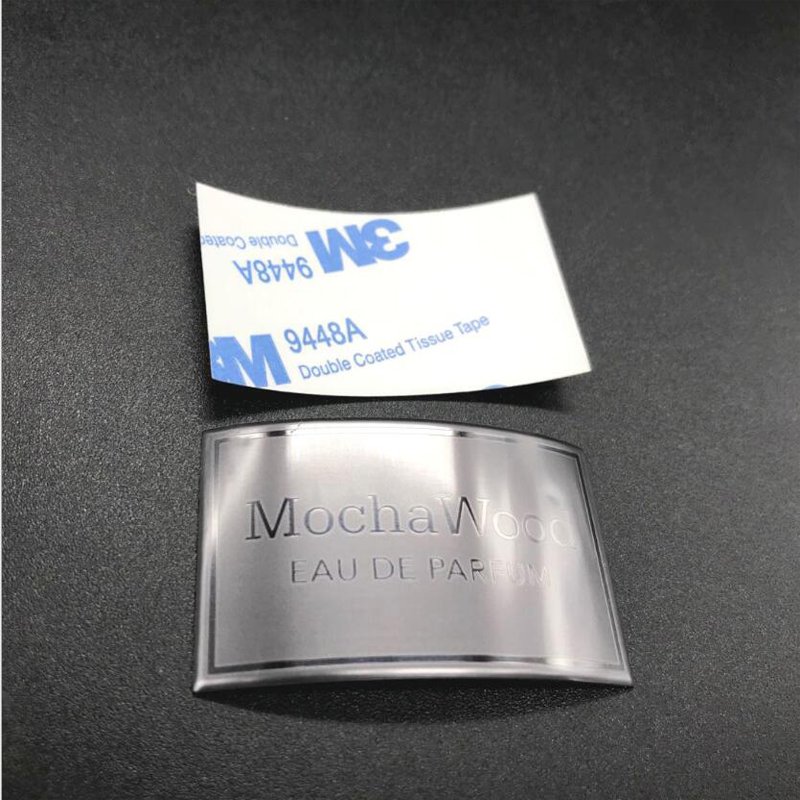 3M
Double Coated
9448A
3M 9448A
Double Coated Tissue Tape
MochaWood
EAU DE PARFUM